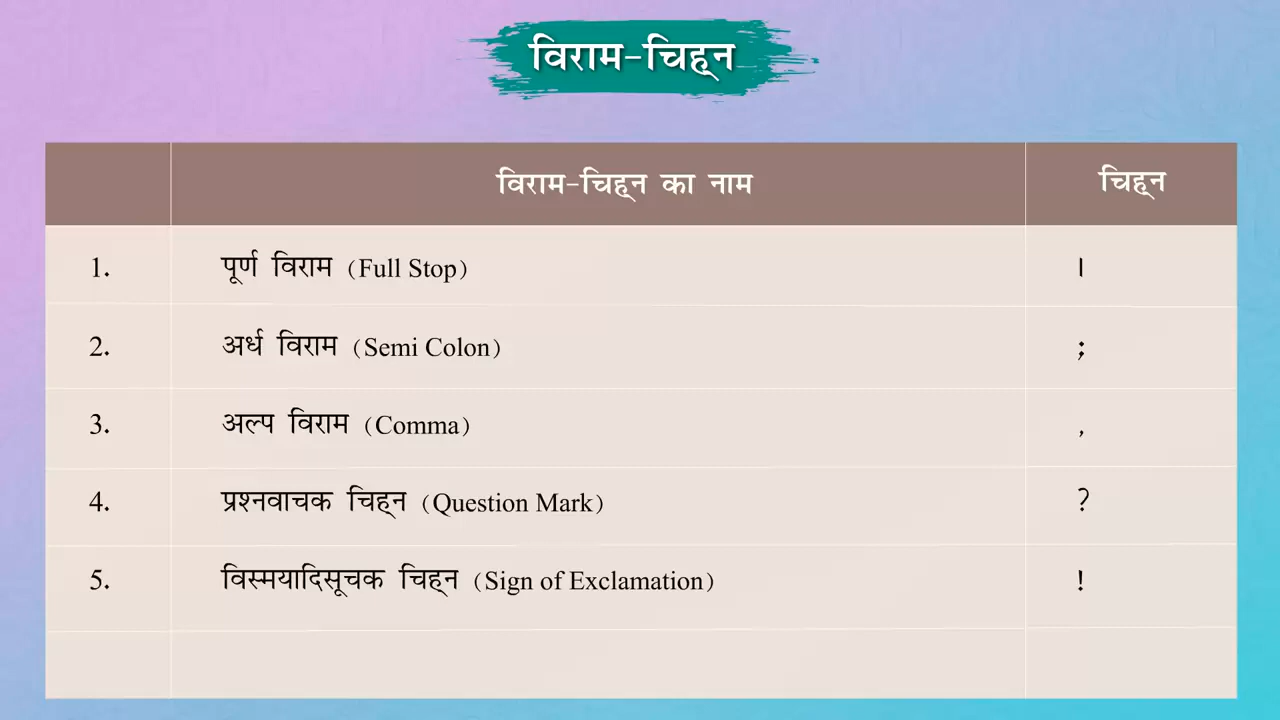 विराम-चिह्न
विराम-चिह्न का नाम चिह्न
1. पूर्ण विराम (Full Stop) ।
2. अर्ध विराम (Semi Colon) ;
3. अल्प विराम (Comma) ,
4. प्रश्नवाचक चिह्न (Question Mark) ?
5. विस्मयादिसूचक चिह्न (Sign of Exclamation) !